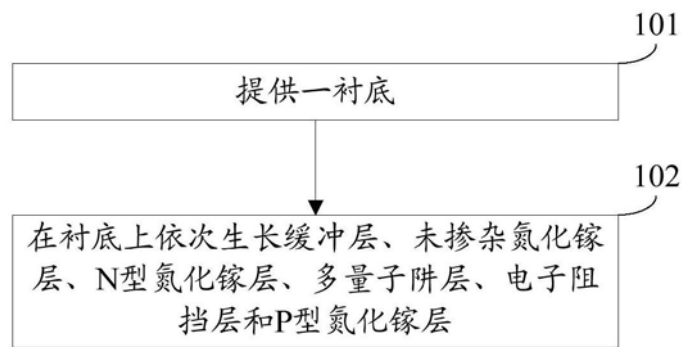 101
提供一衬底
102
在衬底上依次生长缓冲层、未掺杂氮化镓
层、N型氮化镓层、多量子阱层、电子阻
挡层和P型氮化镓层